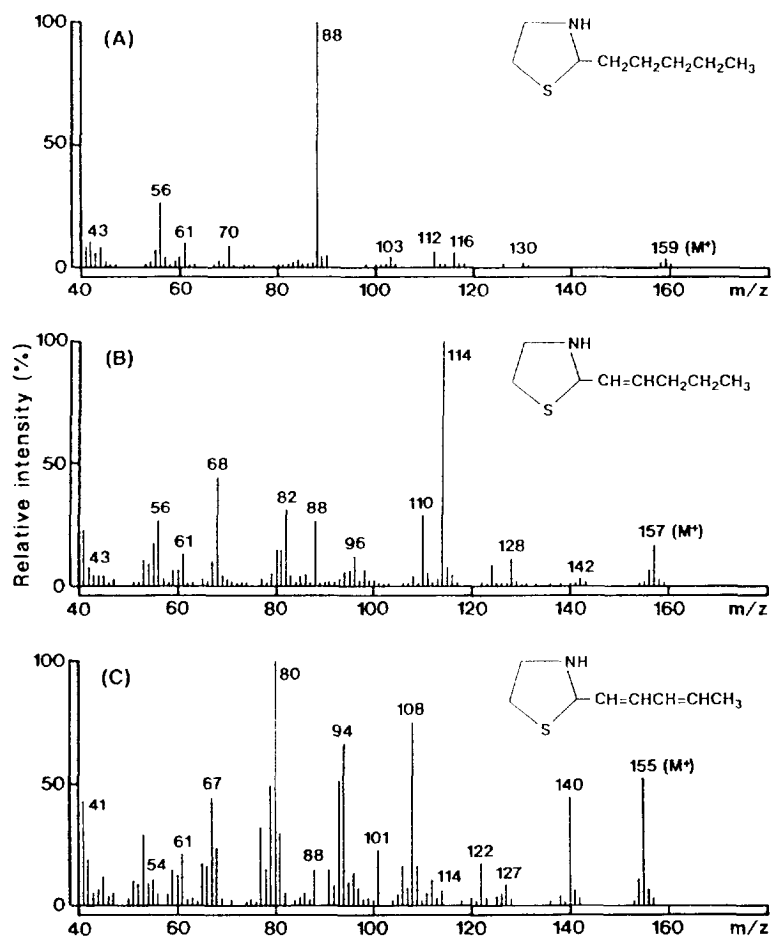 Relative intensity (%)
(A)
100
50
0
43
56
61
70
88
103
112
116
130
159 (M⁺)
40 60 80 100 120 140 160 m/z
NH
S
CH₂CH₂CH₂CH₂CH₃
(B)
100
50
0
43
56
61
68
82
88
96
110
114
128
142
157 (M⁺)
40 60 80 100 120 140 160 m/z
NH
S
CH=CHCH₂CH₂CH₃
(C)
100
50
0
41
54
61
67
80
88
94
101
108
114
122
127
140
155 (M⁺)
40 60 80 100 120 140 160 m/z
NH
S
CH=CHCH=CHCH₃